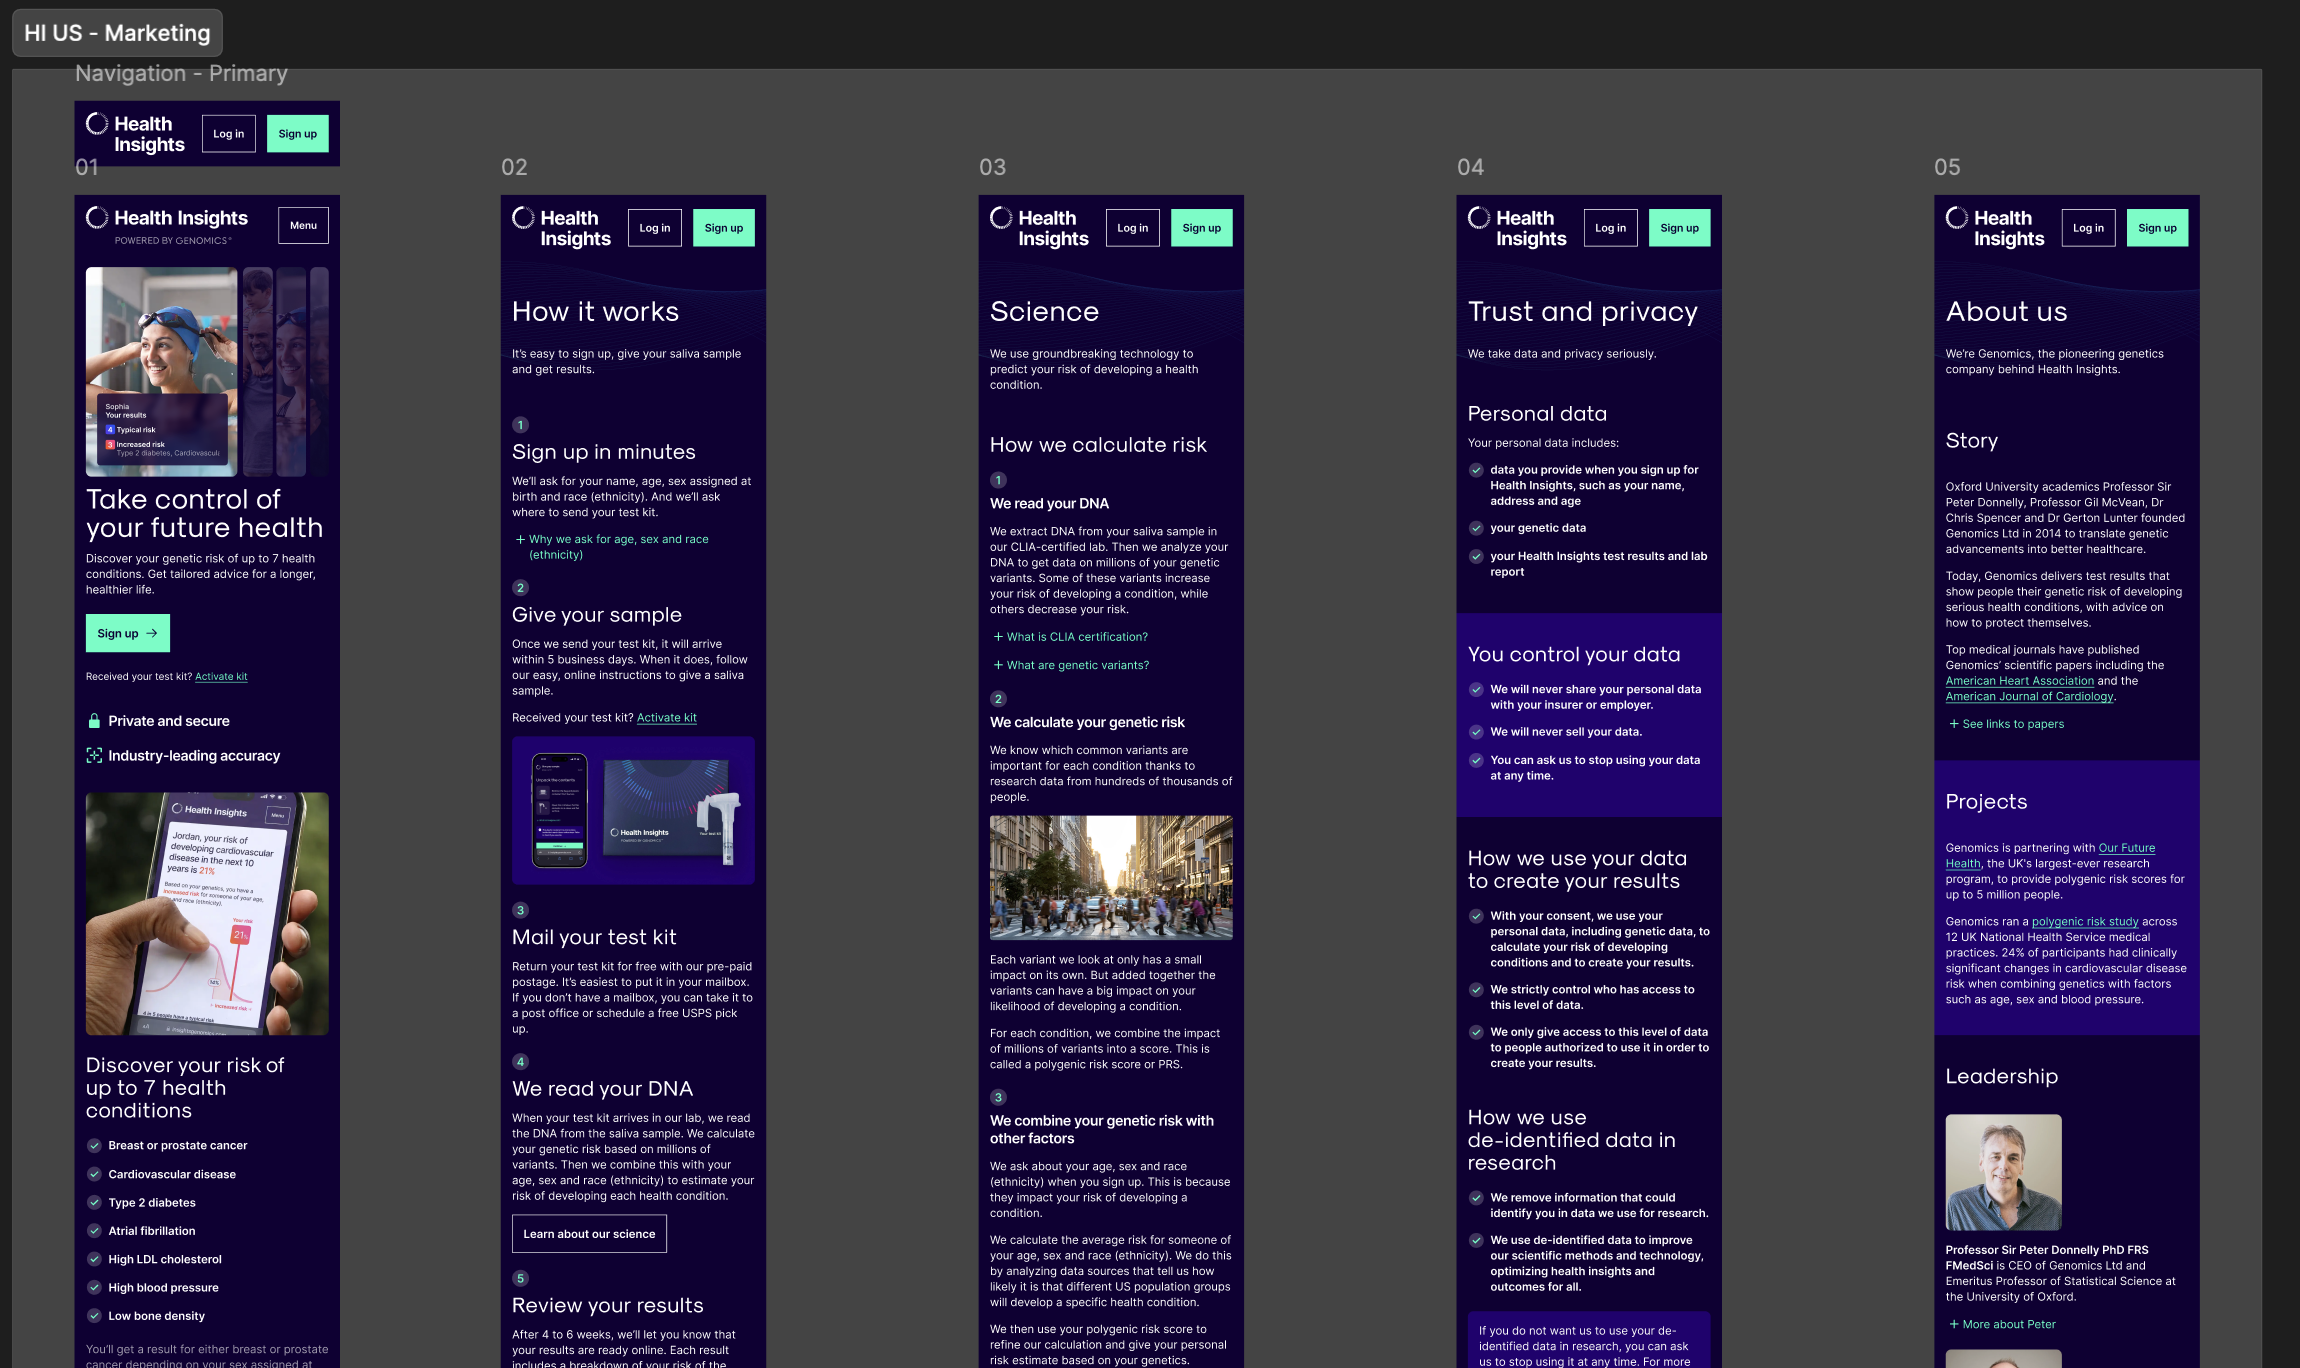 HI US - Marketing
Navigation - Primary
Health
Insights
Log in
Sign up
01
Health Insights
POWERED BY GENOMICS
Menu
Sophia
Your results
4 Typical risk
3 Increased risk
Type 2 diabetes, Cardiovascul
Take control of
your future health
Discover your genetic risk of up to 7 health
conditions. Get tailored advice for a longer,
healthier life.
Sign up →
Received your test kit? Activate kit
Private and secure
Industry-leading accuracy
Health Insights
Menu
Jordan, your risk of
developing cardiovascular
disease in the next 10
years is 21%
Based on your genetics, you have a
increased risk for someone of your age,
and race (ethnicity).
Your risk
21%
Increased risk
Discover your risk of
up to 7 health
conditions
Breast or prostate cancer
Cardiovascular disease
Type 2 diabetes
Atrial fibrillation
High LDL cholesterol
High blood pressure
Low bone density
You'll get a result for either breast or prostate
cancer depending on your sex assigned at
02
Health
Insights
Log in
Sign up
How it works
It's easy to sign up, give your saliva sample
and get results.
1
Sign up in minutes
We'll ask for your name, age, sex assigned at
birth and race (ethnicity). And we'll ask
where to send your test kit.
+ Why we ask for age, sex and race
(ethnicity)
2
Give your sample
Once we send your test kit, it will arrive
within 5 business days. When it does, follow
our easy, online instructions to give a saliva
sample.
Received your test kit? Activate kit
Unpack the contents
Health Insights
POWERED BY GENOMICS
3
Mail your test kit
Return your test kit for free with our pre-paid
postage. It's easiest to put it in your mailbox.
If you don't have a mailbox, you can take it to
a post office or schedule a free USPS pick
up.
4
We read your DNA
When your test kit arrives in our lab, we read
the DNA from the saliva sample. We calculate
your genetic risk based on millions of
variants. Then we combine this with your
age, sex and race (ethnicity) to estimate your
risk of developing each health condition.
Learn about our science
5
Review your results
After 4 to 6 weeks, we'll let you know that
your results are ready online. Each result
includes a breakdown of your risk of the
03
Health
Insights
Log in
Sign up
Science
We use groundbreaking technology to
predict your risk of developing a health
condition.
How we calculate risk
1
We read your DNA
We extract DNA from your saliva sample in
our CLIA-certified lab. Then we analyze your
DNA to get data on millions of your genetic
variants. Some of these variants increase
your risk of developing a condition, while
others decrease your risk.
+ What is CLIA certification?
+ What are genetic variants?
2
We calculate your genetic risk
We know which common variants are
important for each condition thanks to
research data from hundreds of thousands of
people.
Each variant we look at only has a small
impact on its own. But added together the
variants can have a big impact on your
likelihood of developing a condition.
For each condition, we combine the impact
of millions of variants into a score. This is
called a polygenic risk score or PRS.
3
We combine your genetic risk with
other factors
We ask about your age, sex and race
(ethnicity) when you sign up. This is because
they impact your risk of developing a
condition.
We calculate the average risk for someone of
your age, sex and race (ethnicity). We do this
by analyzing data sources that tell us how
likely it is that different US population groups
will develop a specific health condition.
We then use your polygenic risk score to
refine our calculation and give your personal
risk estimate based on your genetics.
04
Health
Insights
Log in
Sign up
Trust and privacy
We take data and privacy seriously.
Personal data
Your personal data includes:
data you provide when you sign up for
Health Insights, such as your name,
address and age
your genetic data
your Health Insights test results and lab
report
You control your data
We will never share your personal data
with your insurer or employer.
We will never sell your data.
You can ask us to stop using your data
at any time.
How we use your data
to create your results
With your consent, we use your
personal data, including genetic data, to
calculate your risk of developing
conditions and to create your results.
We strictly control who has access to
this level of data.
We only give access to this level of data
to people authorized to use it in order to
create your results.
How we use
de-identified data in
research
We remove information that could
identify you in data we use for research.
We use de-identified data to improve
our scientific methods and technology,
optimizing health insights and
outcomes for all.
If you do not want us to use your de-
identified data in research, you can ask
us to stop using it at any time. For more
05
Health
Insights
Log in
Sign up
About us
We're Genomics, the pioneering genetics
company behind Health Insights.
Story
Oxford University academics Professor Sir
Peter Donnelly, Professor Gil McVean, Dr
Chris Spencer and Dr Gerton Lunter founded
Genomics Ltd in 2014 to translate genetic
advancements into better healthcare.
Today, Genomics delivers test results that
show people their genetic risk of developing
serious health conditions, with advice on
how to protect themselves.
Top medical journals have published
Genomics' scientific papers including the
American Heart Association and the
American Journal of Cardiology.
+ See links to papers
Projects
Genomics is partnering with Our Future
Health, the UK's largest-ever research
program, to provide polygenic risk scores for
up to 5 million people.
Genomics ran a polygenic risk study across
12 UK National Health Service medical
practices. 24% of participants had clinically
significant changes in cardiovascular disease
risk when combining genetics with factors
such as age, sex and blood pressure.
Leadership
Professor Sir Peter Donnelly PhD FRS
FMedSci is CEO of Genomics Ltd and
Emeritus Professor of Statistical Science at
the University of Oxford.
+ More about Peter